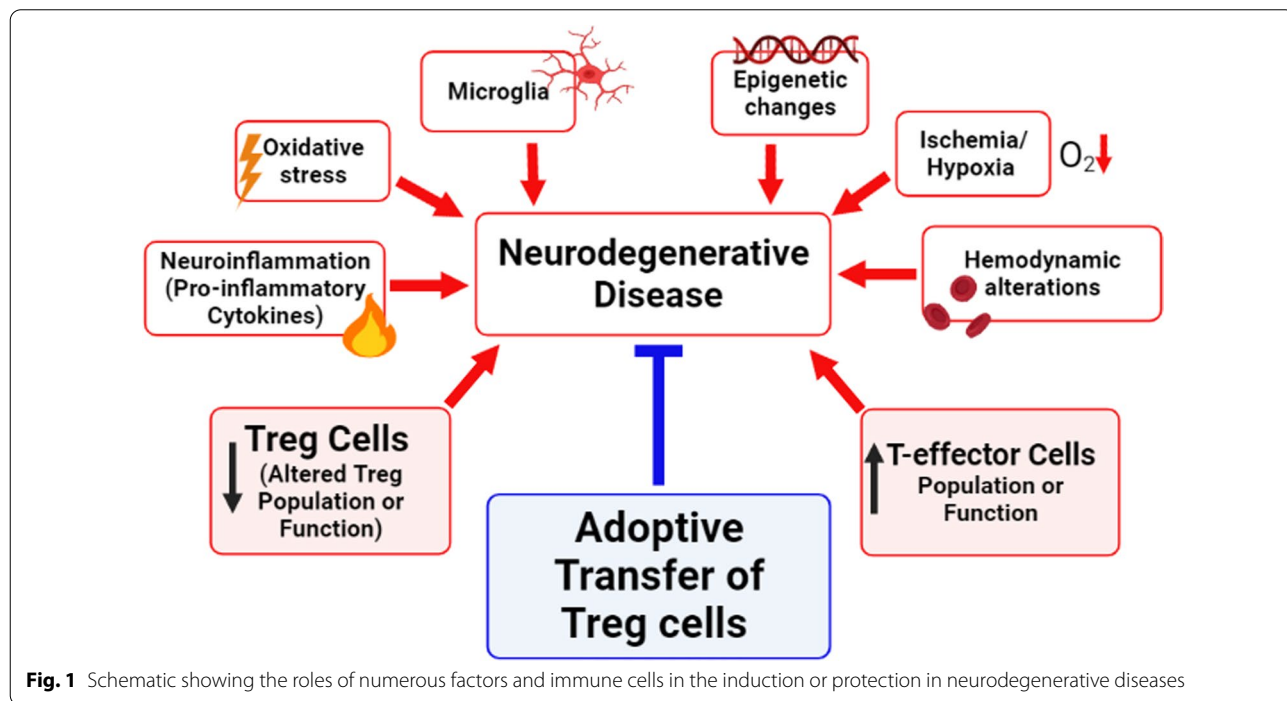 Microglia
Epigenetic
changes
Oxidative
stress
Ischemia/
Hypoxia
O₂
Neuroinflammation
(Pro-inflammatory
Cytokines)
Neurodegenerative
Disease
Hemodynamic
alterations
Treg Cells
(Altered Treg
Population or
Function)
T-effector Cells
Population or
Function
Adoptive
Transfer of
Treg cells
Fig. 1 Schematic showing the roles of numerous factors and immune cells in the induction or protection in neurodegenerative diseases